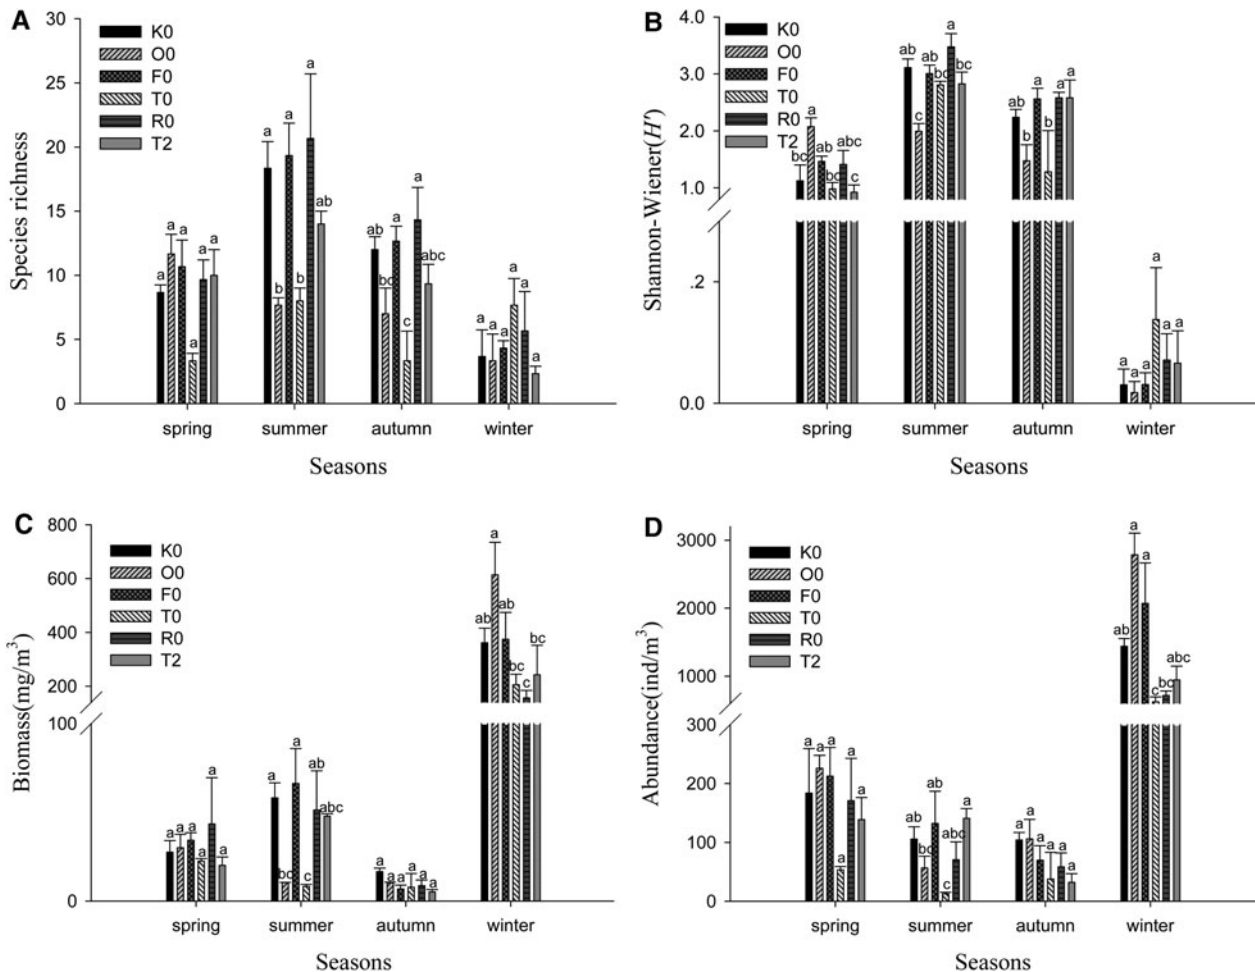 A
30
25
20
15
10
5
0
Species richness
K0
O0
F0
T0
R0
T2
a a a a a a
a b a b a ab
ab bc a c a abc
a a a a a a
spring summer autumn winter
Seasons
B
4.0
3.0
2.0
1.0
.2
0.0
Shannon-Wiener(H')
K0
O0
F0
T0
R0
T2
bc a ab bc abc c
ab c ab bc a bc
ab b a b a a
a a a a a a
spring summer autumn winter
Seasons
C
800
600
400
200
100
0
Biomass(mg/m³)
K0
O0
F0
T0
R0
T2
a a a a a a
a bc a c ab abc
a a a a a a
ab a ab bc c bc
spring summer autumn winter
Seasons
D
3000
2000
1000
300
200
100
0
Abundance(ind/m³)
K0
O0
F0
T0
R0
T2
a a a a a a
ab bc ab c abc a
a a a a a a
ab a a c bc abc
spring summer autumn winter
Seasons